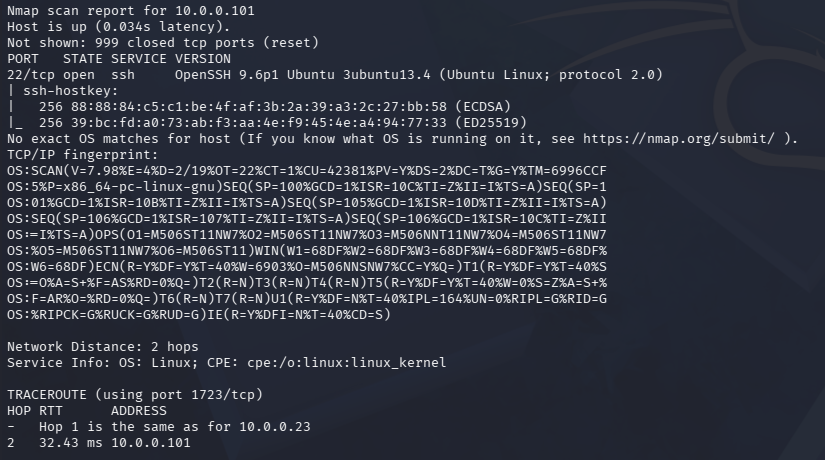 Nmap scan report for 10.0.0.101
Host is up (0.034s latency).
Not shown: 999 closed tcp ports (reset)
PORT   STATE SERVICE VERSION
22/tcp open  ssh     OpenSSH 9.6p1 Ubuntu 3ubuntu13.4 (Ubuntu Linux; protocol 2.0)
| ssh-hostkey:
|   256 88:88:84:c5:c1:be:4f:af:3b:2a:39:a3:2c:27:bb:58 (ECDSA)
|_  256 39:bc:fd:a0:73:ab:f3:aa:4e:f9:45:4e:a4:94:77:33 (ED25519)
No exact OS matches for host (If you know what OS is running on it, see https://nmap.org/submit/ ).
TCP/IP fingerprint:
OS:SCAN(V=7.98%E=4%D=2/19%OT=22%CT=1%CU=42381%PV=Y%DS=2%DC=T%G=Y%TM=6996CCF
OS:5%P=x86_64-pc-linux-gnu)SEQ(SP=100%GCD=1%ISR=10C%TI=Z%II=I%TS=A)SEQ(SP=1
OS:01%GCD=1%ISR=10B%TI=Z%II=I%TS=A)SEQ(SP=105%GCD=1%ISR=10D%TI=Z%II=I%TS=A)
OS:SEQ(SP=106%GCD=1%ISR=107%TI=Z%II=I%TS=A)SEQ(SP=106%GCD=1%ISR=10C%TI=Z%II
OS:=I%TS=A)OPS(O1=M506ST11NW7%O2=M506ST11NW7%O3=M506NNT11NW7%O4=M506ST11NW7
OS:%O5=M506ST11NW7%O6=M506ST11)WIN(W1=68DF%W2=68DF%W3=68DF%W4=68DF%W5=68DF%
OS:W6=68DF)ECN(R=Y%DF=Y%T=40%W=6903%O=M506NNSNW7%CC=Y%Q=)T1(R=Y%DF=Y%T=40%S
OS:=O%A=S+%F=AS%RD=0%Q=)T2(R=N)T3(R=N)T4(R=N)T5(R=Y%DF=Y%T=40%W=0%S=Z%A=S+%
OS:F=AR%O=%RD=0%Q=)T6(R=N)T7(R=N)U1(R=Y%DF=N%T=40%IPL=164%UN=0%RIPL=G%RID=G
OS:%RIPCK=G%RUCK=G%RUD=G)IE(R=Y%DFI=N%T=40%CD=S)
Network Distance: 2 hops
Service Info: OS: Linux; CPE: cpe:/o:linux:linux_kernel
TRACEROUTE (using port 1723/tcp)
HOP RTT      ADDRESS
-   Hop 1 is the same as for 10.0.0.23
2   32.43 ms 10.0.0.101